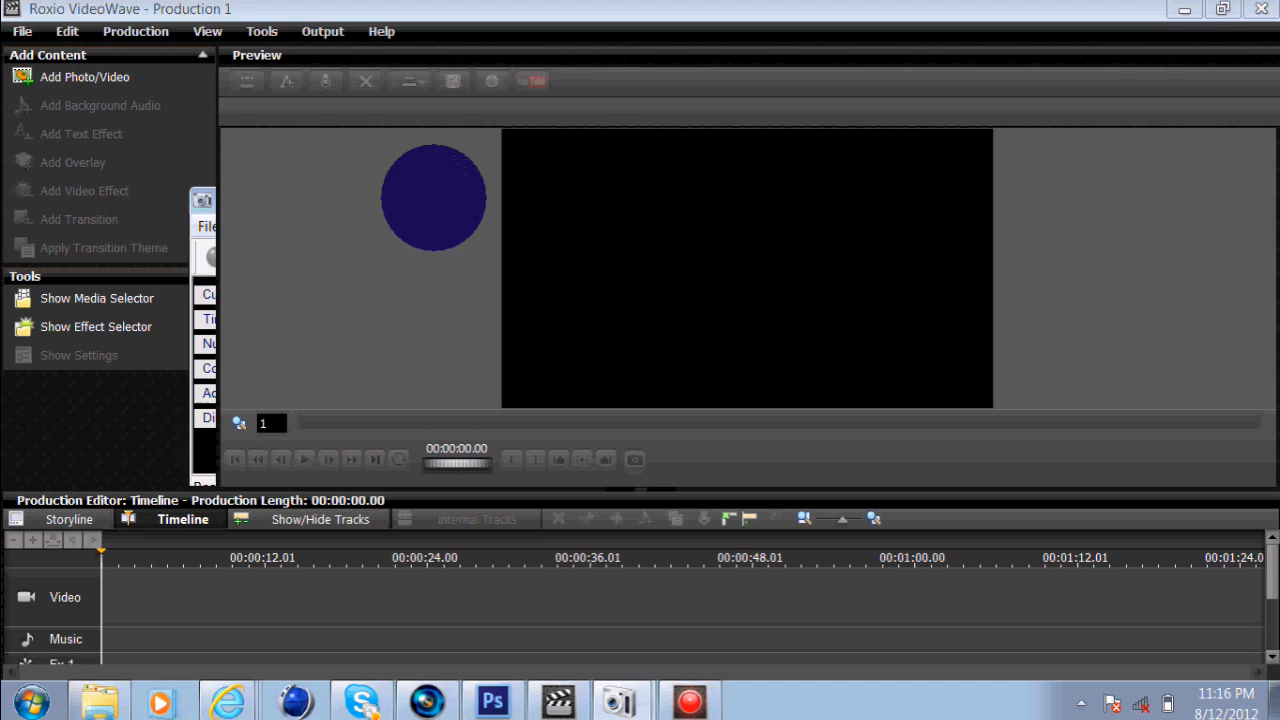 Roxio VideoWave - Production 1
File Edit Production View Tools Output Help
Add Content
Preview
Add Photo/Video
Add Background Audio
Add Text Effect
Add Overlay
Add Video Effect
Add Transition
Apply Transition Theme
File
Tools
Show Media Selector
Show Effect Selector
Show Settings
Cu
Nu
Co
Di
1
00:00:00.00
Production Editor: Timeline - Production Length: 00:00:00.00
Storyline Timeline Show/Hide Tracks Internal Tracks
00:00:12.01 00:00:24.00 00:00:36.01 00:00:48.01 00:01:00.00 00:01:12.01 00:01:24.0
Video
Music
Fx 1
Ps
11:16 PM
8/12/2012